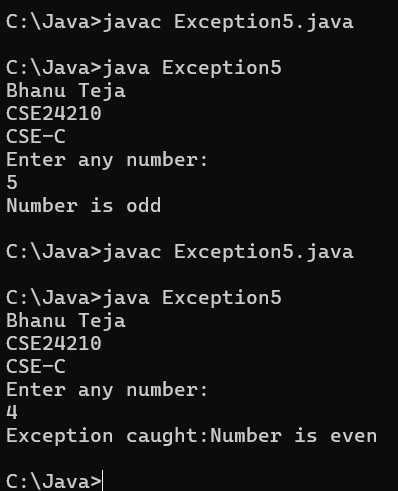 C:\Java>javac Exception5.java
C:\Java>java Exception5
Bhanu Teja
CSE24210
CSE-C
Enter any number:
5
Number is odd
C:\Java>javac Exception5.java
C:\Java>java Exception5
Bhanu Teja
CSE24210
CSE-C
Enter any number:
4
Exception caught:Number is even
C:\Java>